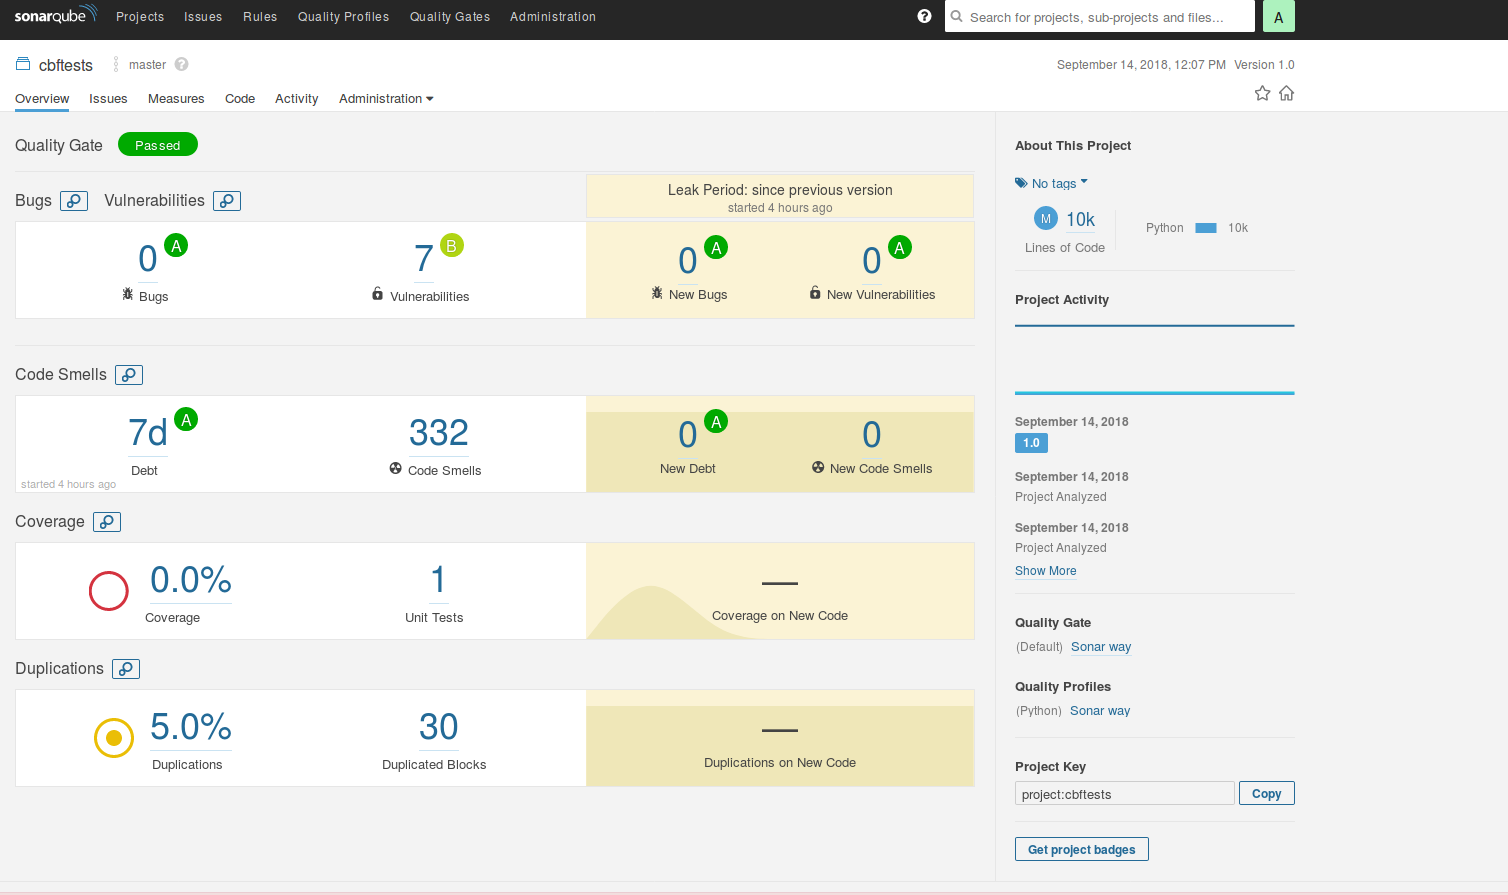 sonarqube Projects Issues Rules Quality Profiles Quality Gates Administration ? Search for projects, sub-projects and files... A
cbftests master ? September 14, 2018, 12:07 PM Version 1.0
Overview Issues Measures Code Activity Administration
Quality Gate Passed
Bugs Vulnerabilities
Leak Period: since previous version
started 4 hours ago
0 A 7 B 0 A 0 A
Bugs Vulnerabilities New Bugs New Vulnerabilities
Code Smells
7d A 332 0 A 0
Debt Code Smells New Debt New Code Smells
started 4 hours ago
Coverage
0.0% 1 —
Coverage Unit Tests Coverage on New Code
Duplications
5.0% 30 —
Duplications Duplicated Blocks Duplications on New Code
About This Project
No tags
M 10k Python 10k
Lines of Code
Project Activity
September 14, 2018
1.0
September 14, 2018
Project Analyzed
September 14, 2018
Project Analyzed
Show More
Quality Gate
(Default) Sonar way
Quality Profiles
(Python) Sonar way
Project Key
project:cbftests Copy
Get project badges